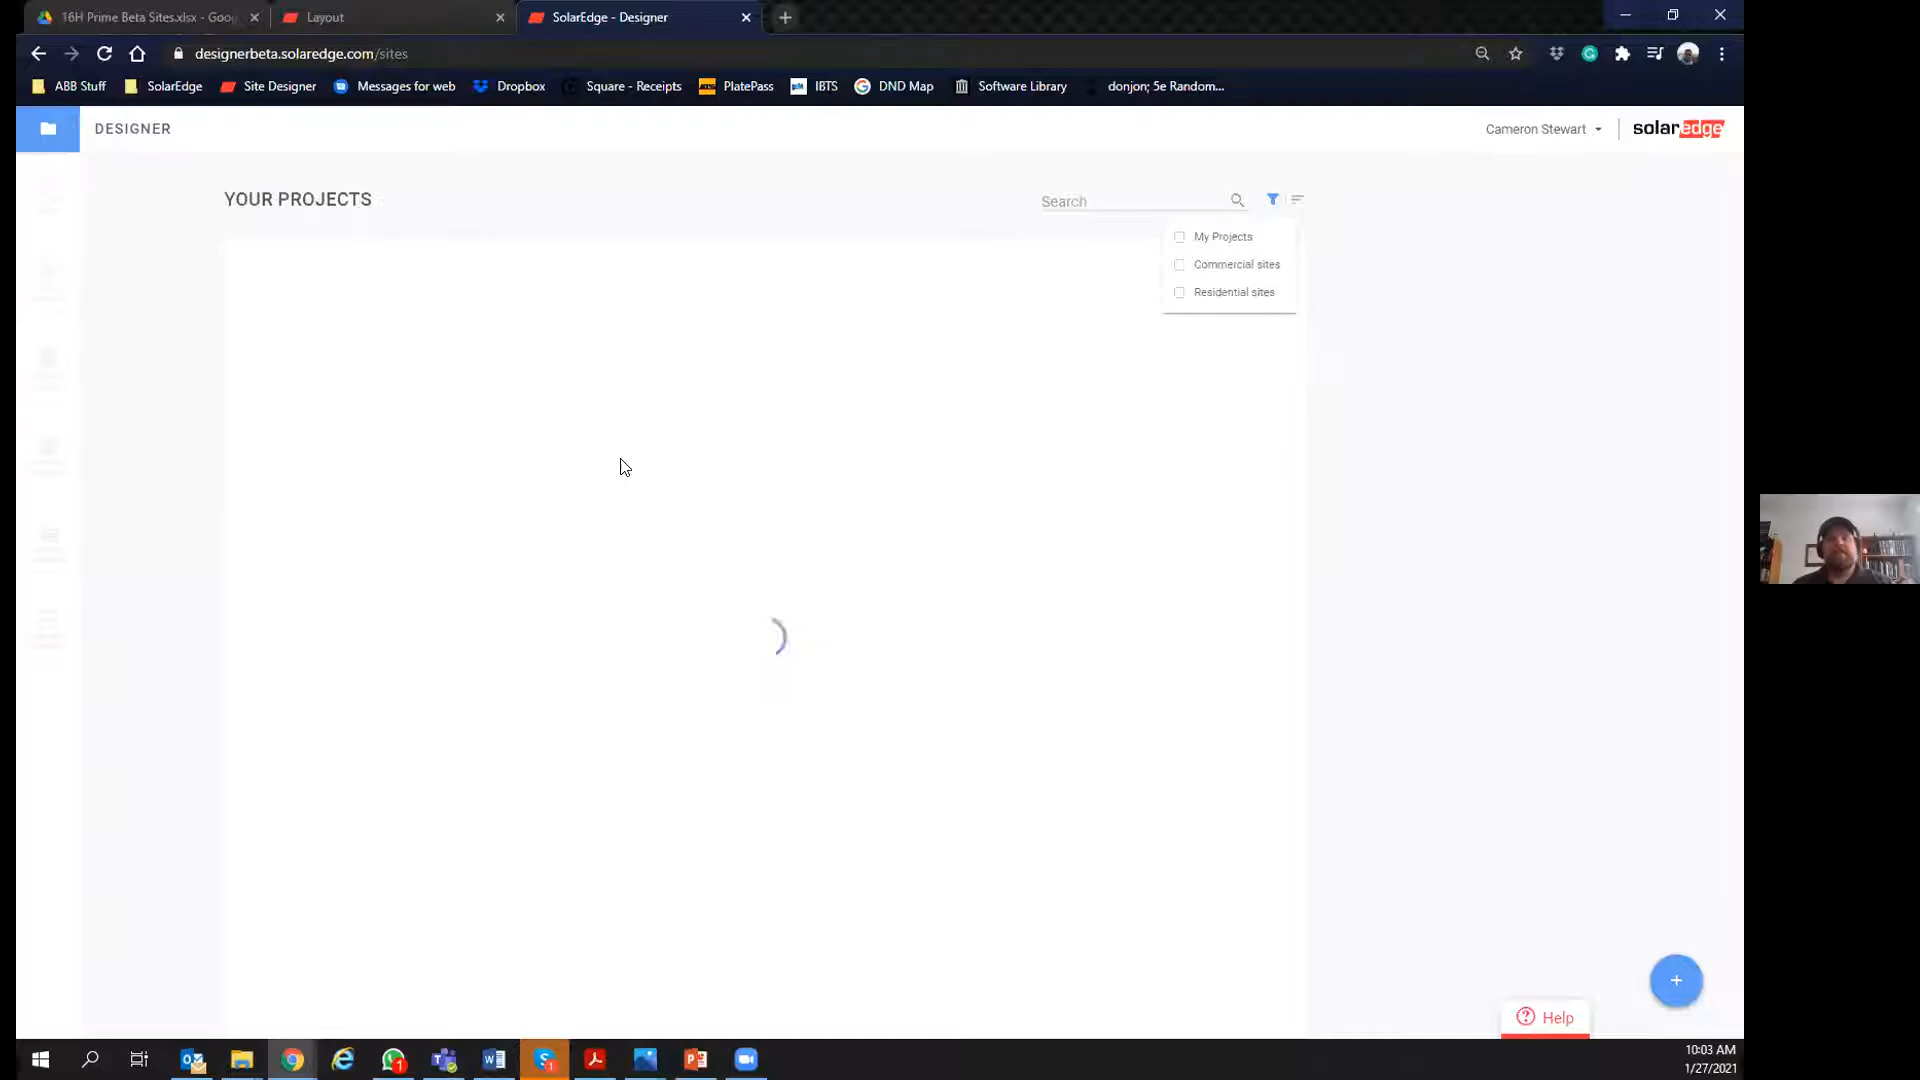 16H Prime Beta Sites.xlsx - Goo
Layout
SolarEdge - Designer
designerbeta.solaredge.com/sites
ABB Stuff
SolarEdge
Site Designer
Messages for web
Dropbox
Square - Receipts
PlatePass
IBTS
DND Map
Software Library
donjon; 5e Random...
DESIGNER
Cameron Stewart
solaredge
YOUR PROJECTS
Search
My Projects
Commercial sites
Residential sites
Help
10:03 AM
1/27/2021